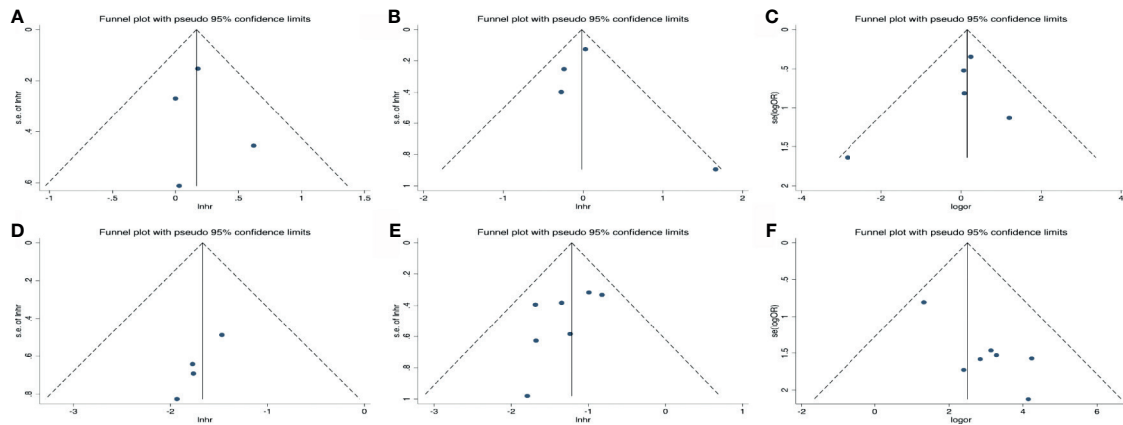 A
Funnel plot with pseudo 95% confidence limits
s.e. of lnhr
0
.2
.4
.6
-1
-.5
0
.5
1
1.5
lnhr
B
Funnel plot with pseudo 95% confidence limits
s.e. of lnhr
0
.2
.4
.6
.8
1
-2
-1
0
1
2
lnhr
C
Funnel plot with pseudo 95% confidence limits
se(logOR)
0
.5
1
1.5
2
-4
-2
0
2
4
logor
D
Funnel plot with pseudo 95% confidence limits
s.e. of lnhr
0
.2
.4
.6
.8
-3
-2
-1
0
lnhr
E
Funnel plot with pseudo 95% confidence limits
s.e. of lnhr
0
.2
.4
.6
.8
1
-3
-2
-1
0
1
lnhr
F
Funnel plot with pseudo 95% confidence limits
se(logOR)
0
.5
1
1.5
2
-2
0
2
4
6
logor